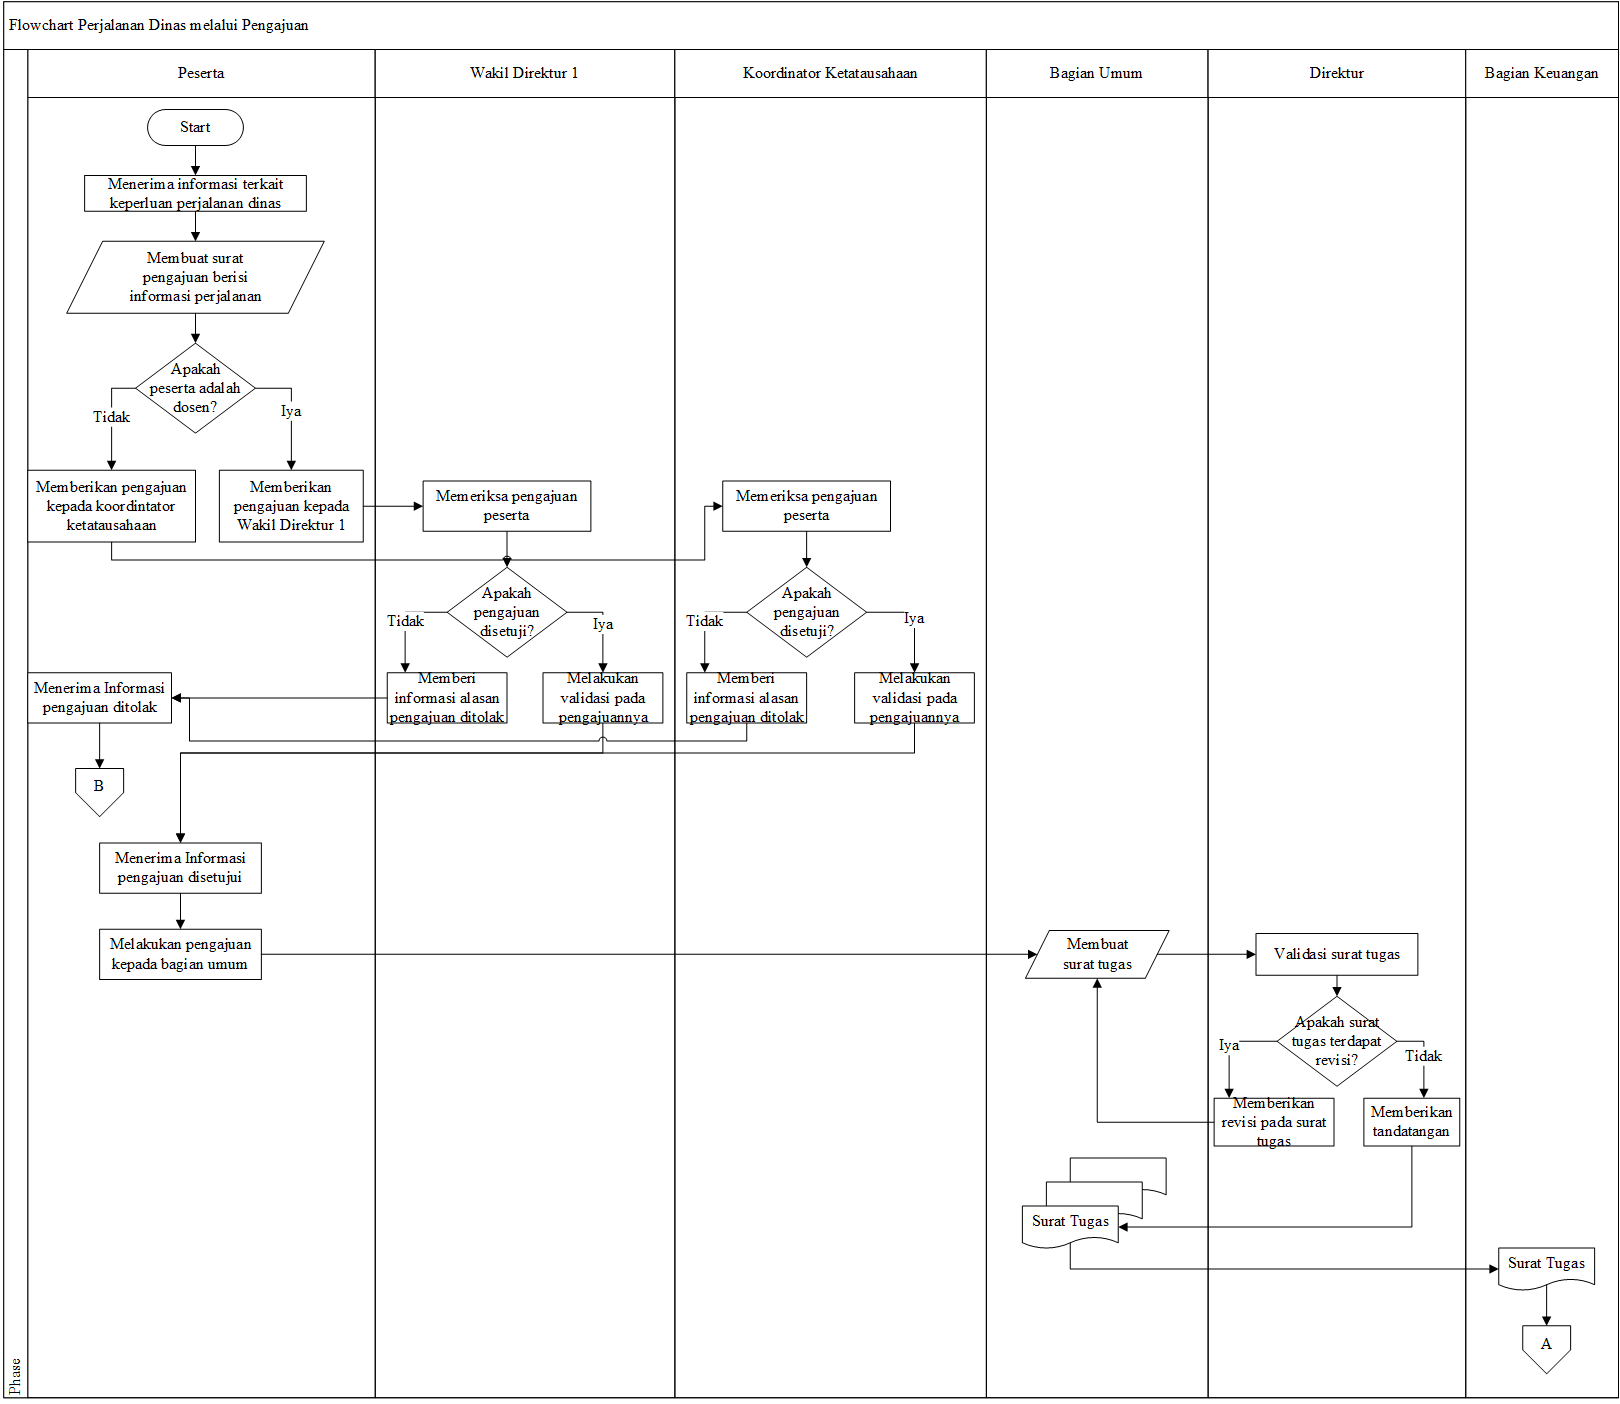 Flowchart Perjalanan Dinas melalui Pengajuan
Peserta
Wakil Direktur 1
Koordinator Ketatausahaan
Bagian Umum
Direktur
Bagian Keuangan
Start
Menerima informasi terkait
keperluan perjalanan dinas
Membuat surat
pengajuan berisi
informasi perjalanan
Apakah
peserta adalah
dosen?
Tidak
Iya
Memberikan pengajuan
kepada koordintator
ketatausahaan
Memberikan
pengajuan kepada
Wakil Direktur 1
Memeriksa pengajuan
peserta
Memeriksa pengajuan
peserta
Apakah
pengajuan
disetuji?
Tidak
Iya
Apakah
pengajuan
disetuji?
Tidak
Iya
Menerima Informasi
pengajuan ditolak
Memberi
informasi alasan
pengajuan ditolak
Melakukan
validasi pada
pengajuannya
Memberi
informasi alasan
pengajuan ditolak
Melakukan
validasi pada
pengajuannya
B
Menerima Informasi
pengajuan disetujui
Melakukan pengajuan
kepada bagian umum
Membuat
surat tugas
Validasi surat tugas
Apakah surat
tugas terdapat
revisi?
Iya
Tidak
Memberikan
revisi pada surat
tugas
Memberikan
tandatangan
Surat Tugas
Surat Tugas
A
Phase